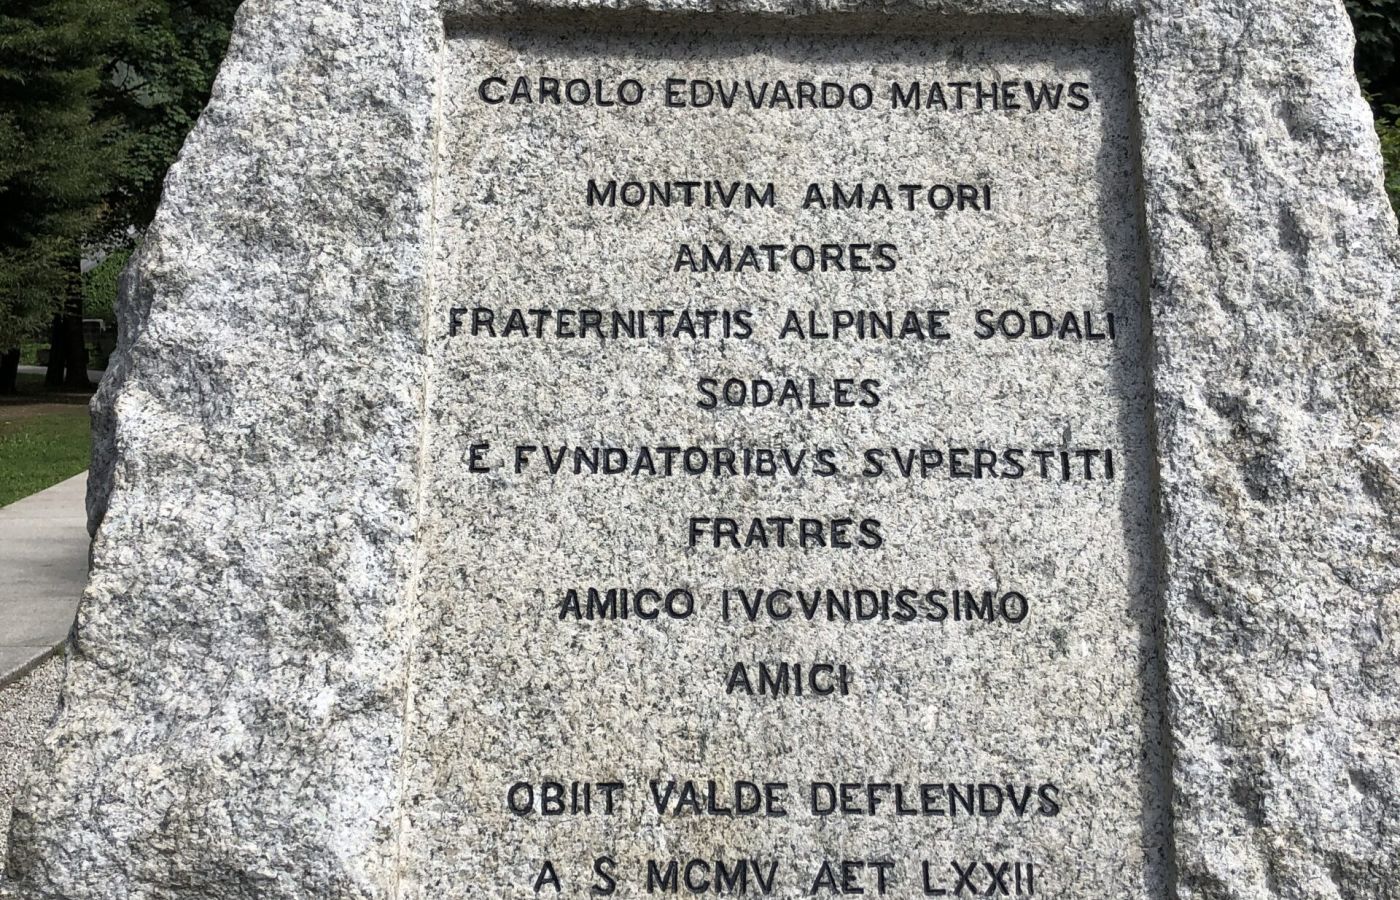 CAROLO EDVVARDO MATHEWS
MONTIVM AMATORI
AMATORES
FRATERNITATIS ALPINAE SODALI
SODALES
E FVNDATORIBVS SVPERSTITI
FRATRES
AMICO IVCVNDISSIMO
AMICI
OBIIT VALDE DEFLENDVS
A S MCMV AET LXXII